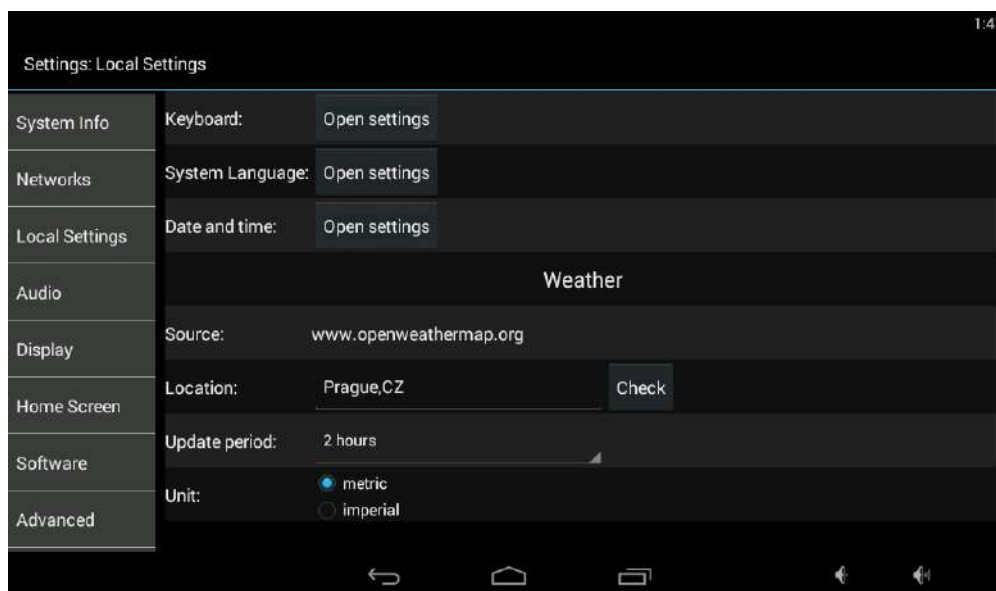 Settings: Local Settings
System Info
Networks
Local Settings
Audio
Display
Home Screen
Software
Advanced
Keyboard: Open settings
System Language: Open settings
Date and time: Open settings
Weather
Source: www.openweathermap.org
Location: Prague,CZ Check
Update period: 2 hours
Unit: metric
imperial